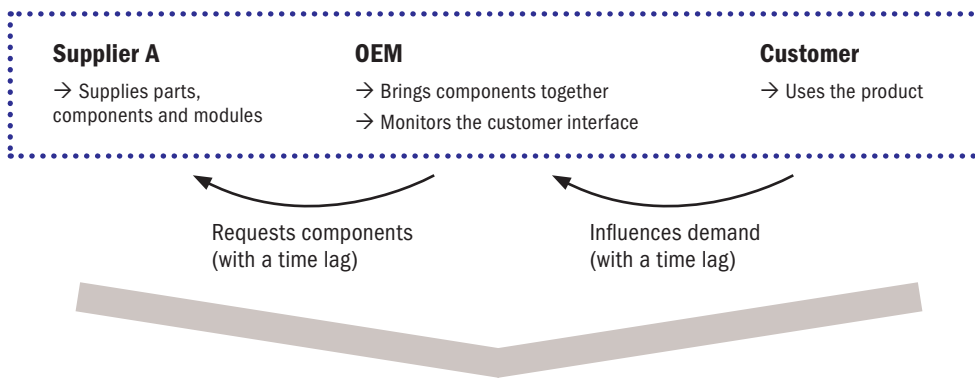 Supplier A
→ Supplies parts,
components and modules
OEM
→ Brings components together
→ Monitors the customer interface
Customer
→ Uses the product
Requests components
(with a time lag)
Influences demand
(with a time lag)